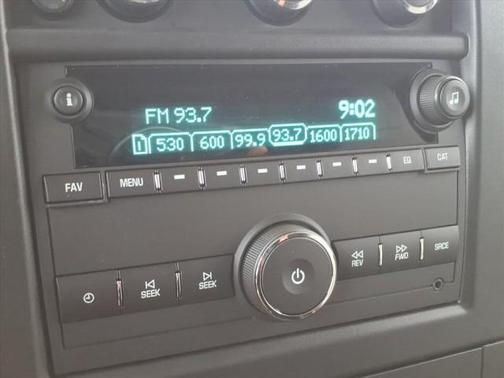 FM 93.7 9:02
1 530 600 99.9 93.7 1600 1710
FAV MENU EQ CAT
SEEK SEEK REV FWD SRCE